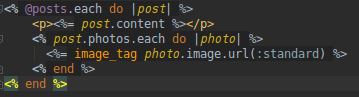 <% @posts.each do |post| %>
<p><%= post.content %></p>
<% post.photos.each do |photo| %>
<%= image_tag photo.image.url(:standard) %>
<% end %>
<% end %>